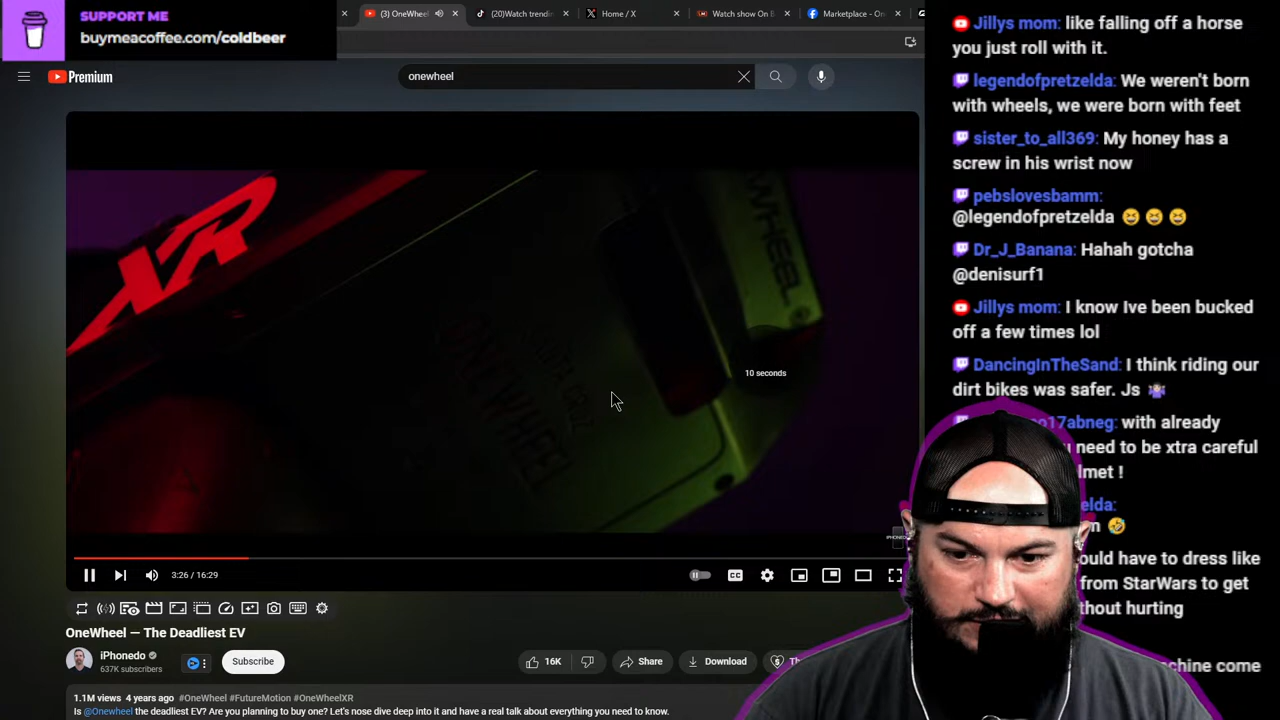 SUPPORT ME
buymeacoffee.com/coldbeer
(3) OneWheel
(20)Watch trendin
Home / X
Watoshow On
Marketplace - On
Premium
onewheel
XR
WHEEL
ONEWHEEL
10 seconds
3:26 / 16:29
CC
OneWheel — The Deadliest EV
iPhonedo
637K subscribers
Subscribe
16K
Share
Download
1.1M views 4 years ago #OneWheel #FutureMotion #OneWheelXR
Is @Onewheel the deadliest EV? Are you planning to buy one? Let's nose dive deep into it and have a real talk about everything you need to know.
Jillys mom: like falling off a horse
you just roll with it.
legendofpretzelda: We weren't born
with wheels, we were born with feet
sister_to_all369: My honey has a
screw in his wrist now
pebslovesbamm:
@legendofpretzelda
Dr_J_Banana: Hahah gotcha
@denisurf1
Jillys mom: I know Ive been bucked
off a few times lol
DancingInTheSand: I think riding our
dirt bikes was safer. Js
o17abneg: with already
need to be xtra careful
lmet !
elda:
ould have to dress like
from StarWars to get
thout hurting
chine come